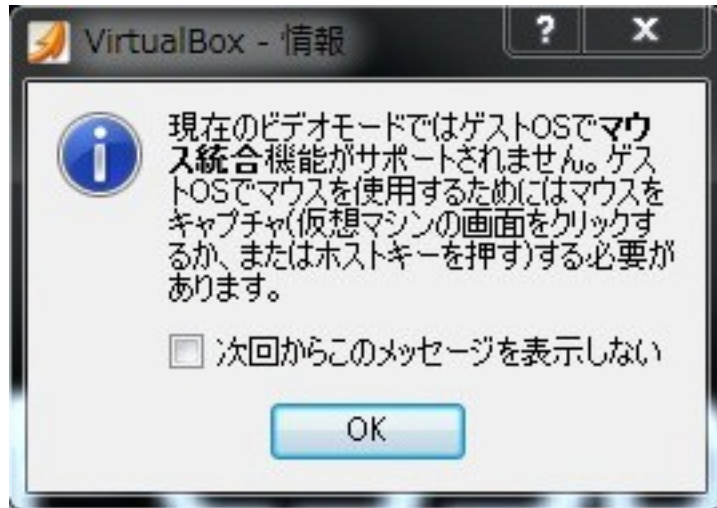 VirtualBox - 情報
現在のビデオモードではゲストOSでマウ
ス統合機能がサポートされません。ゲス
トOSでマウスを使用するためにはマウスを
キャプチャ((仮想マシンの画面をクリックす
るか、またはホストキーを押す)する必要が
あります。
次回からこのメッセージを表示しない
OK